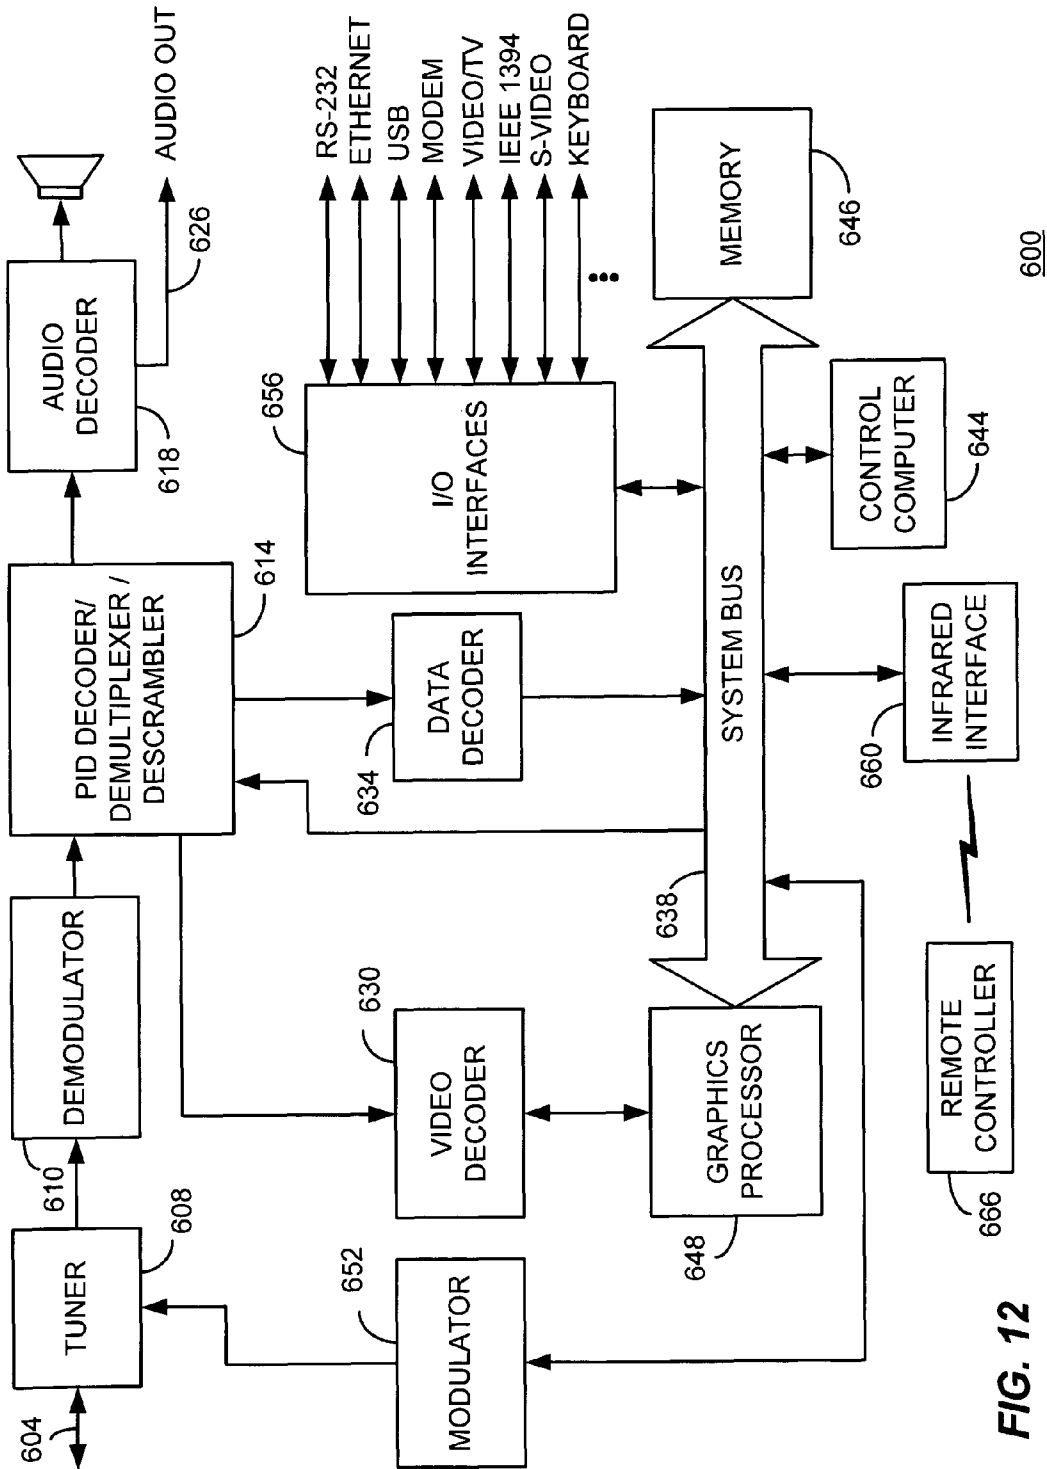 604
TUNER
608
610
DEMODULATOR
PID DECODER/
DEMULTIPLEXER /
DESCRAMBLER
614
618
AUDIO
DECODER
626
AUDIO OUT
652
MODULATOR
630
VIDEO
DECODER
634
DATA
DECODER
656
I/O
INTERFACES
RS-232
ETHERNET
USB
MODEM
VIDEO/TV
IEEE 1394
S-VIDEO
KEYBOARD
648
GRAPHICS
PROCESSOR
638
SYSTEM BUS
MEMORY
646
666
REMOTE
CONTROLLER
660
INFRARED
INTERFACE
CONTROL
COMPUTER
644
FIG. 12
600